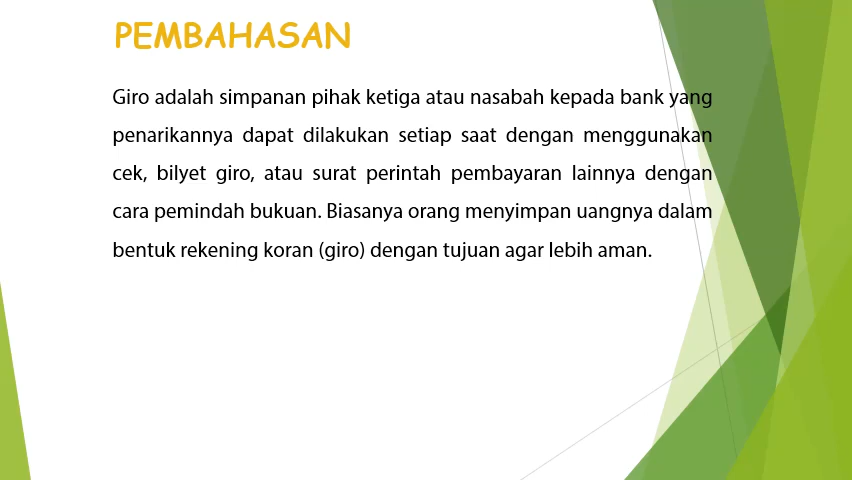 PEMBAHASAN
Giro adalah simpanan pihak ketiga atau nasabah kepada bank yang
penarikannya dapat dilakukan setiap saat dengan menggunakan
cek, bilyet giro, atau surat perintah pembayaran lainnya dengan
cara pemindah bukuan. Biasanya orang menyimpan uangnya dalam
bentuk rekening koran (giro) dengan tujuan agar lebih aman.